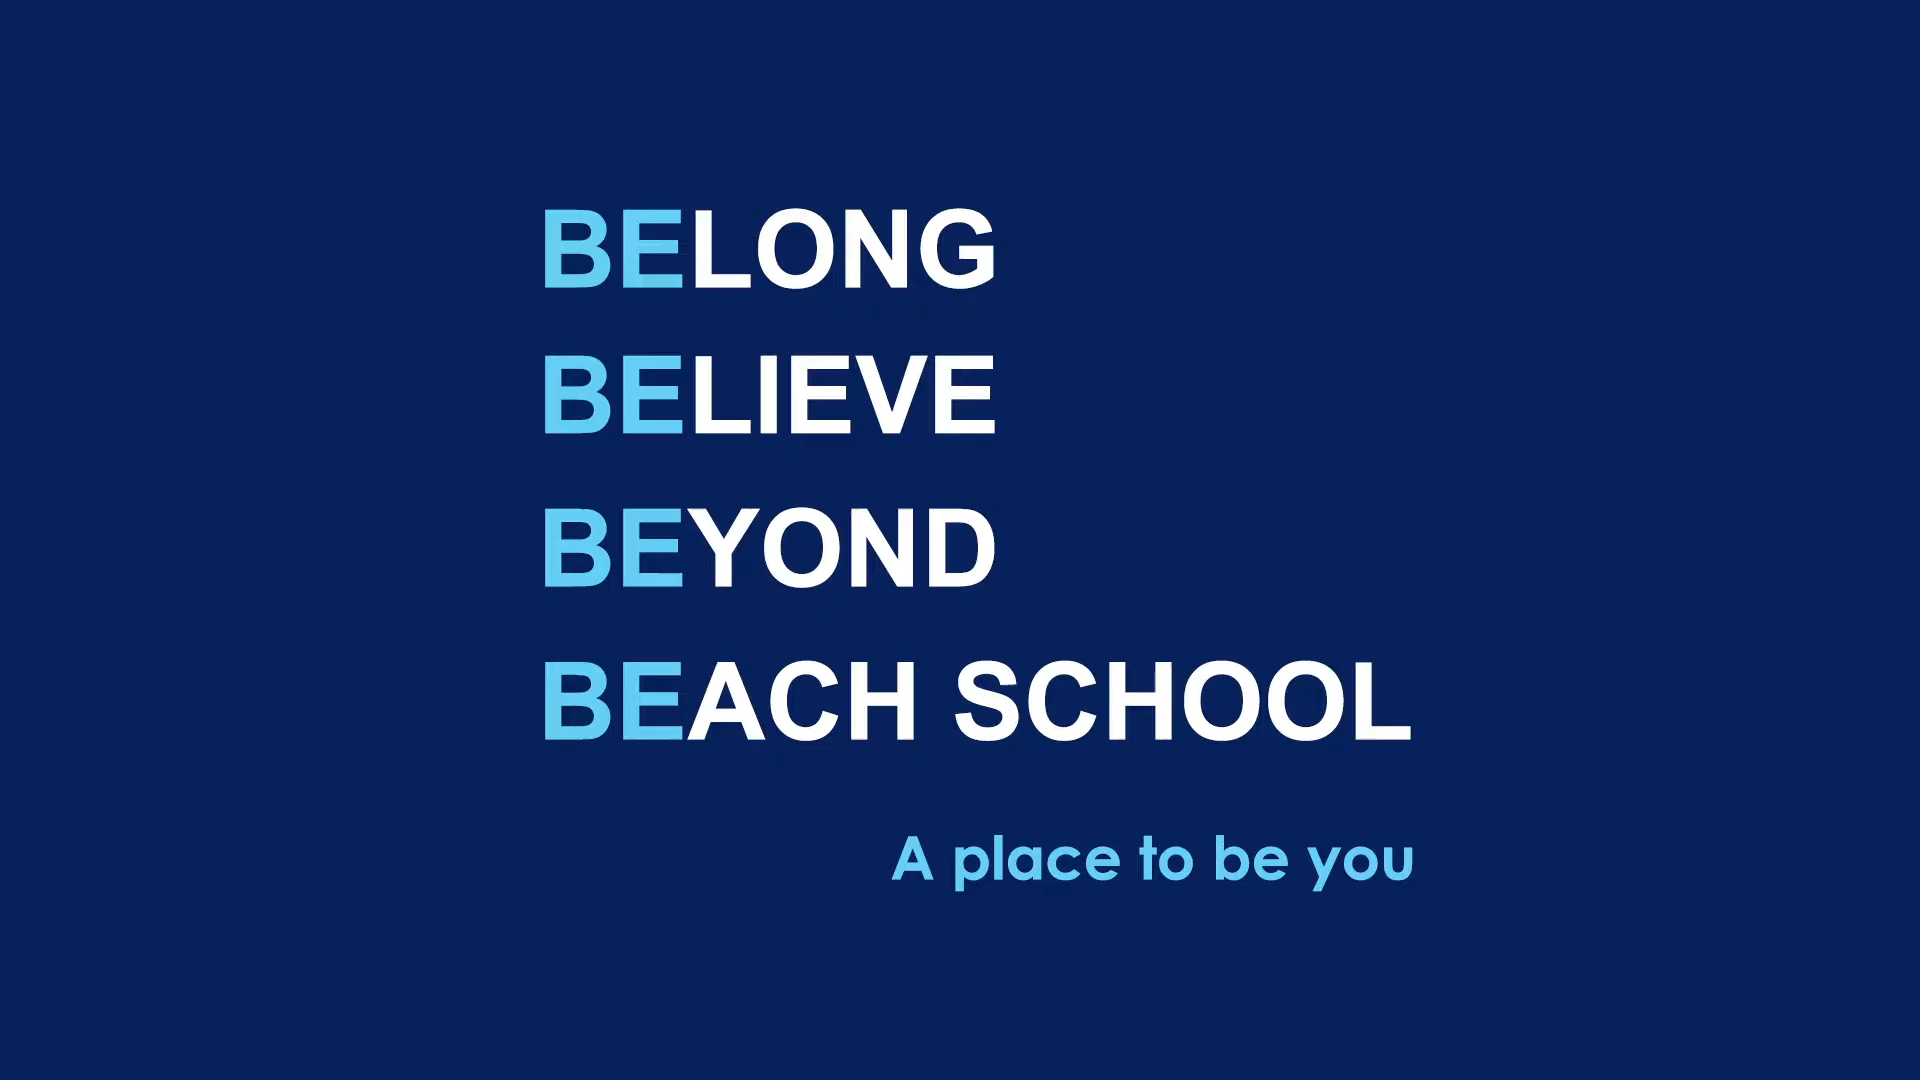 BELONG
BELIEVE
BEYOND
BEACH SCHOOL
A place to be you